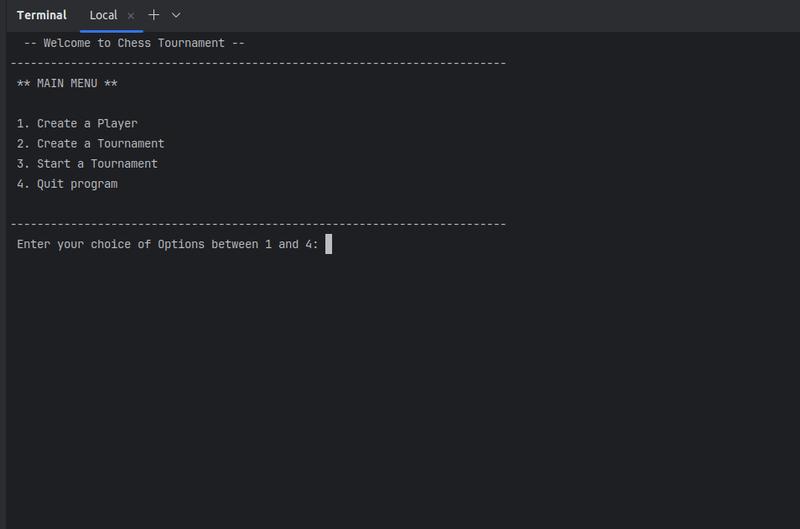 Terminal Local × +
-- Welcome to Chess Tournament --
--------------------------------------------------------------------------
** MAIN MENU **
1. Create a Player
2. Create a Tournament
3. Start a Tournament
4. Quit program
--------------------------------------------------------------------------
Enter your choice of Options between 1 and 4: